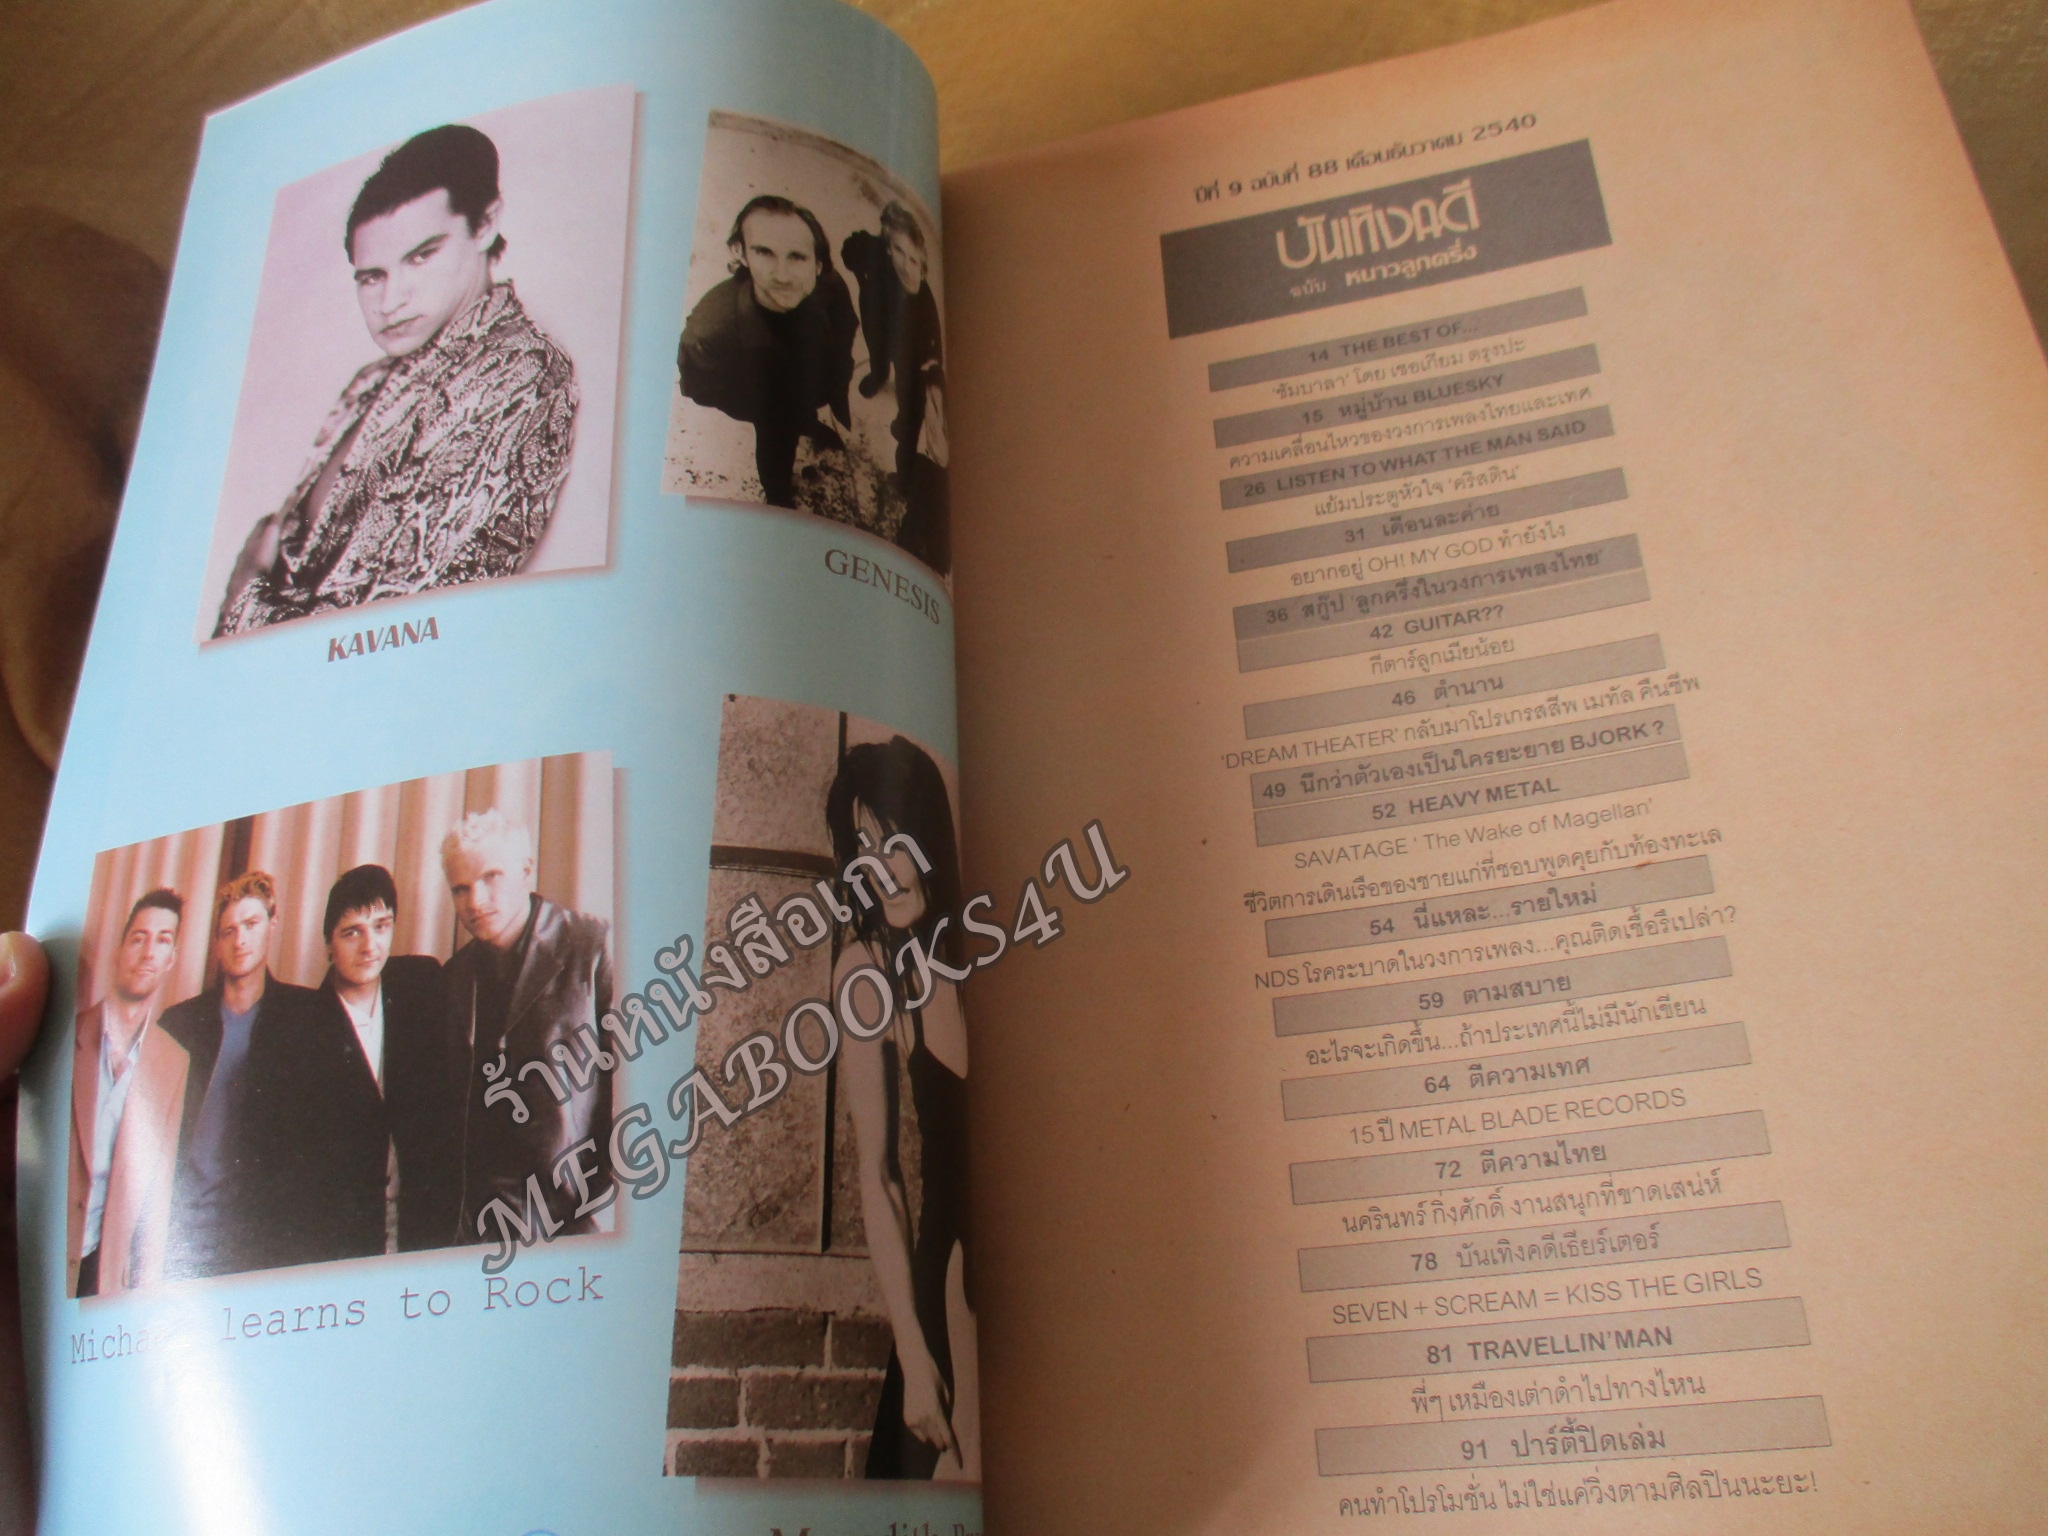 KAVANA
GENESIS
Michael learns to Rock
ร้านหนังสือเก่า
MEGABOOKS4U
ปีที่ 9 ฉบับที่ 88 เดือนธันวาคม 2540
บันเทิงคดี
ฉบับ หนาวลูกครึ่ง
14 THE BEST OF...
'ซัมบาลา' โดย เชอเกียม ตรุงปะ
15 หมู่บ้าน BLUESKY
ความเคลื่อนไหวของวงการเพลงไทยและเทศ
26 LISTEN TO WHAT THE MAN SAID
แย้มประตูหัวใจ 'คริสติน'
31 เดือนละค่าย
อยากอยู่ OH! MY GOD ทำยังไง
36 สกู๊ป 'ลูกครึ่งในวงการเพลงไทย'
42 GUITAR??
กีตาร์ลูกเมียน้อย
46 ตำนาน
'DREAM THEATER' กลับมาโปรเกรสสีพ เมทัล คืนชีพ
49 นึกว่าตัวเองเป็นใครยะยาย BJORK ?
52 HEAVY METAL
SAVATAGE ' The Wake of Magellan'
ชีวิตการเดินเรือของชายแก่ที่ชอบพูดคุยกับท้องทะเล
54 นี่แหละ...รายใหม่
NDS โรคระบาดในวงการเพลง...คุณติดเชื้อรึเปล่า?
59 ตามสบาย
อะไรจะเกิดขึ้น...ถ้าประเทศนี้ไม่มีนักเขียน
64 ตีความเทศ
15 ปี METAL BLADE RECORDS
72 ตีความไทย
นครินทร์ กิ่งศักดิ์ งานสนุกที่ขาดเสน่ห์
78 บันเทิงคดีเธียร์เตอร์
SEVEN + SCREAM = KISS THE GIRLS
81 TRAVELLIN'MAN
พี่ๆ เหมืองเต่าดำไปทางไหน
91 ปาร์ตี้ปิดเล่ม
คนทำโปรโมชั่น ไม่ใช่แค่วิ่งตามศิลปินนะยะ!